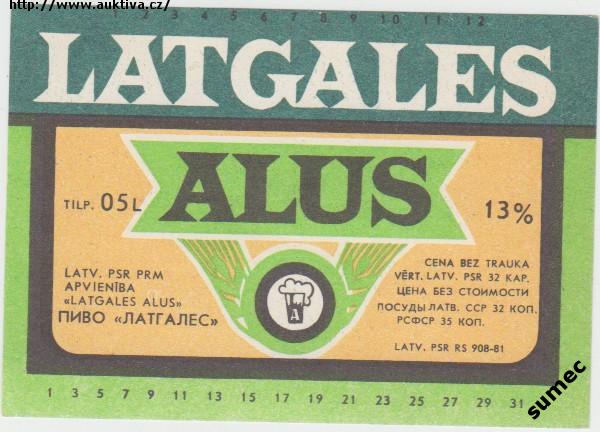 http://www.auktiva.cz/
1 2 3 4 5 6 7 8 9 10 11 12
LATGALES
ALUS
TILP. 05L
13%
LATV. PSR PRM
APVIENĪBA
«LATGALES ALUS»
ПИВО «ЛАТГАЛЕС»
A
CENA BEZ TRAUKA
VĒRT. LATV. PSR 32 KAP.
ЦЕНА БЕЗ СТОИМОСТИ
ПОСУДЫ ЛАТВ. ССР 32 КОП.
РСФСР 35 КОП.
LATV. PSR RS 908-81
1 3 5 7 9 11 13 15 17 19 21 23 25 27 29 31
sumec